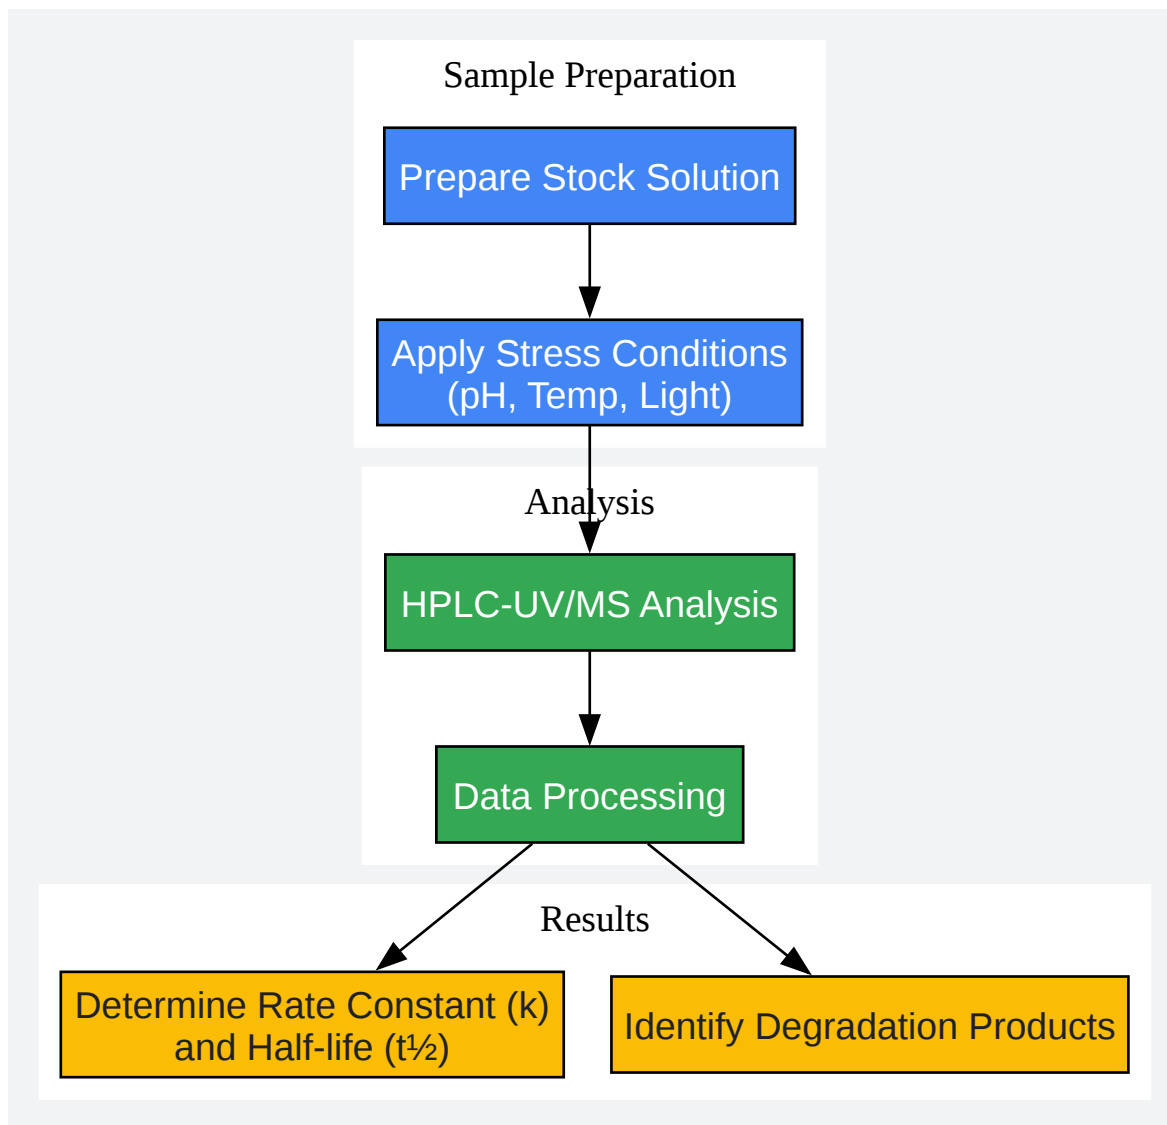 Sample Preparation
Prepare Stock Solution
Apply Stress Conditions
(pH, Temp, Light)
Analysis
HPLC-UV/MS Analysis
Data Processing
Results
Determine Rate Constant (k)
and Half-life (t½)
Identify Degradation Products